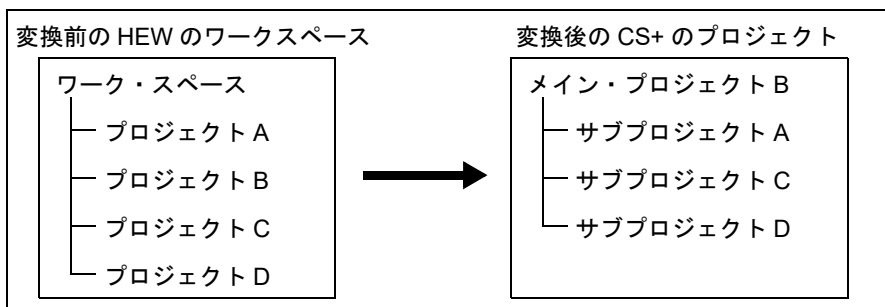 変換前の HEW のワークスペース
ワーク・スペース
プロジェクト A
プロジェクト B
プロジェクト C
プロジェクト D
変換後の CS+ のプロジェクト
メイン・プロジェクト B
サブプロジェクト A
サブプロジェクト C
サブプロジェクト D